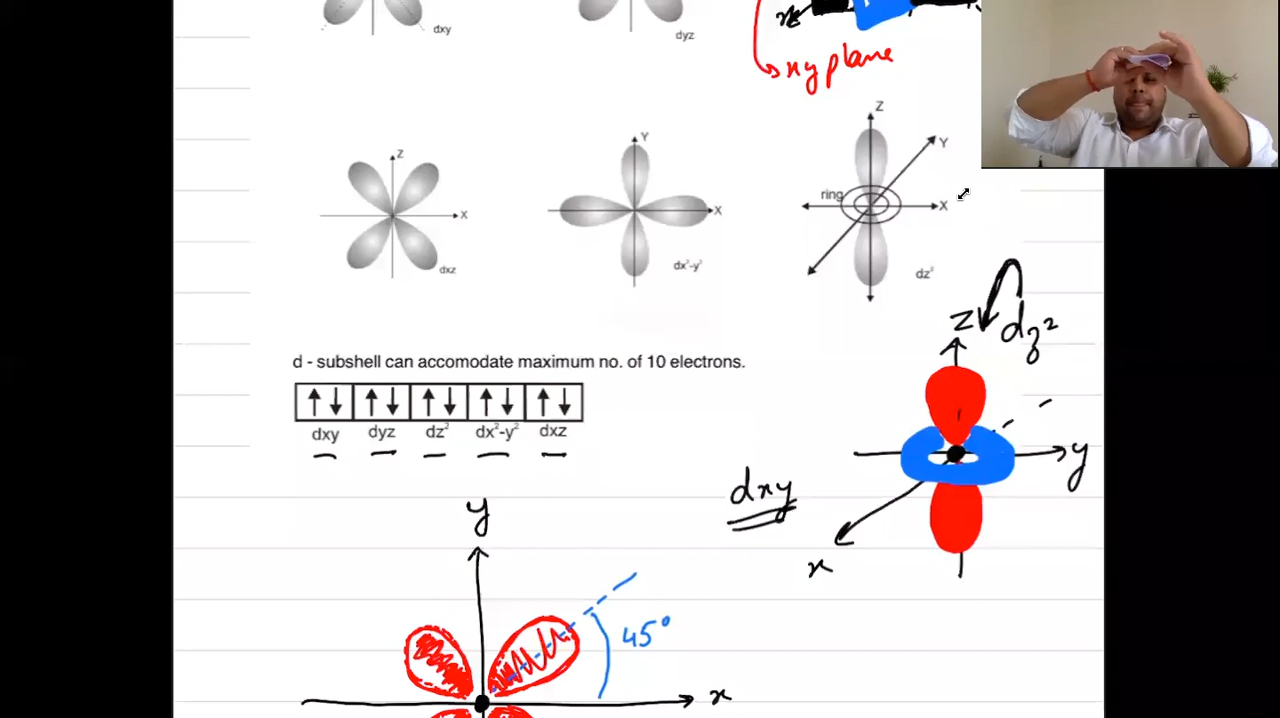 dxy
dyz
x
xy plane
Z
X
dxz
Y
X
dx²-y²
Z
Y
ring
X
dz²
d - subshell can accomodate maximum no. of 10 electrons.
dxy dyz dz² dx²-y² dxz
Z
dz²
y
x
dxy
y
45°
x